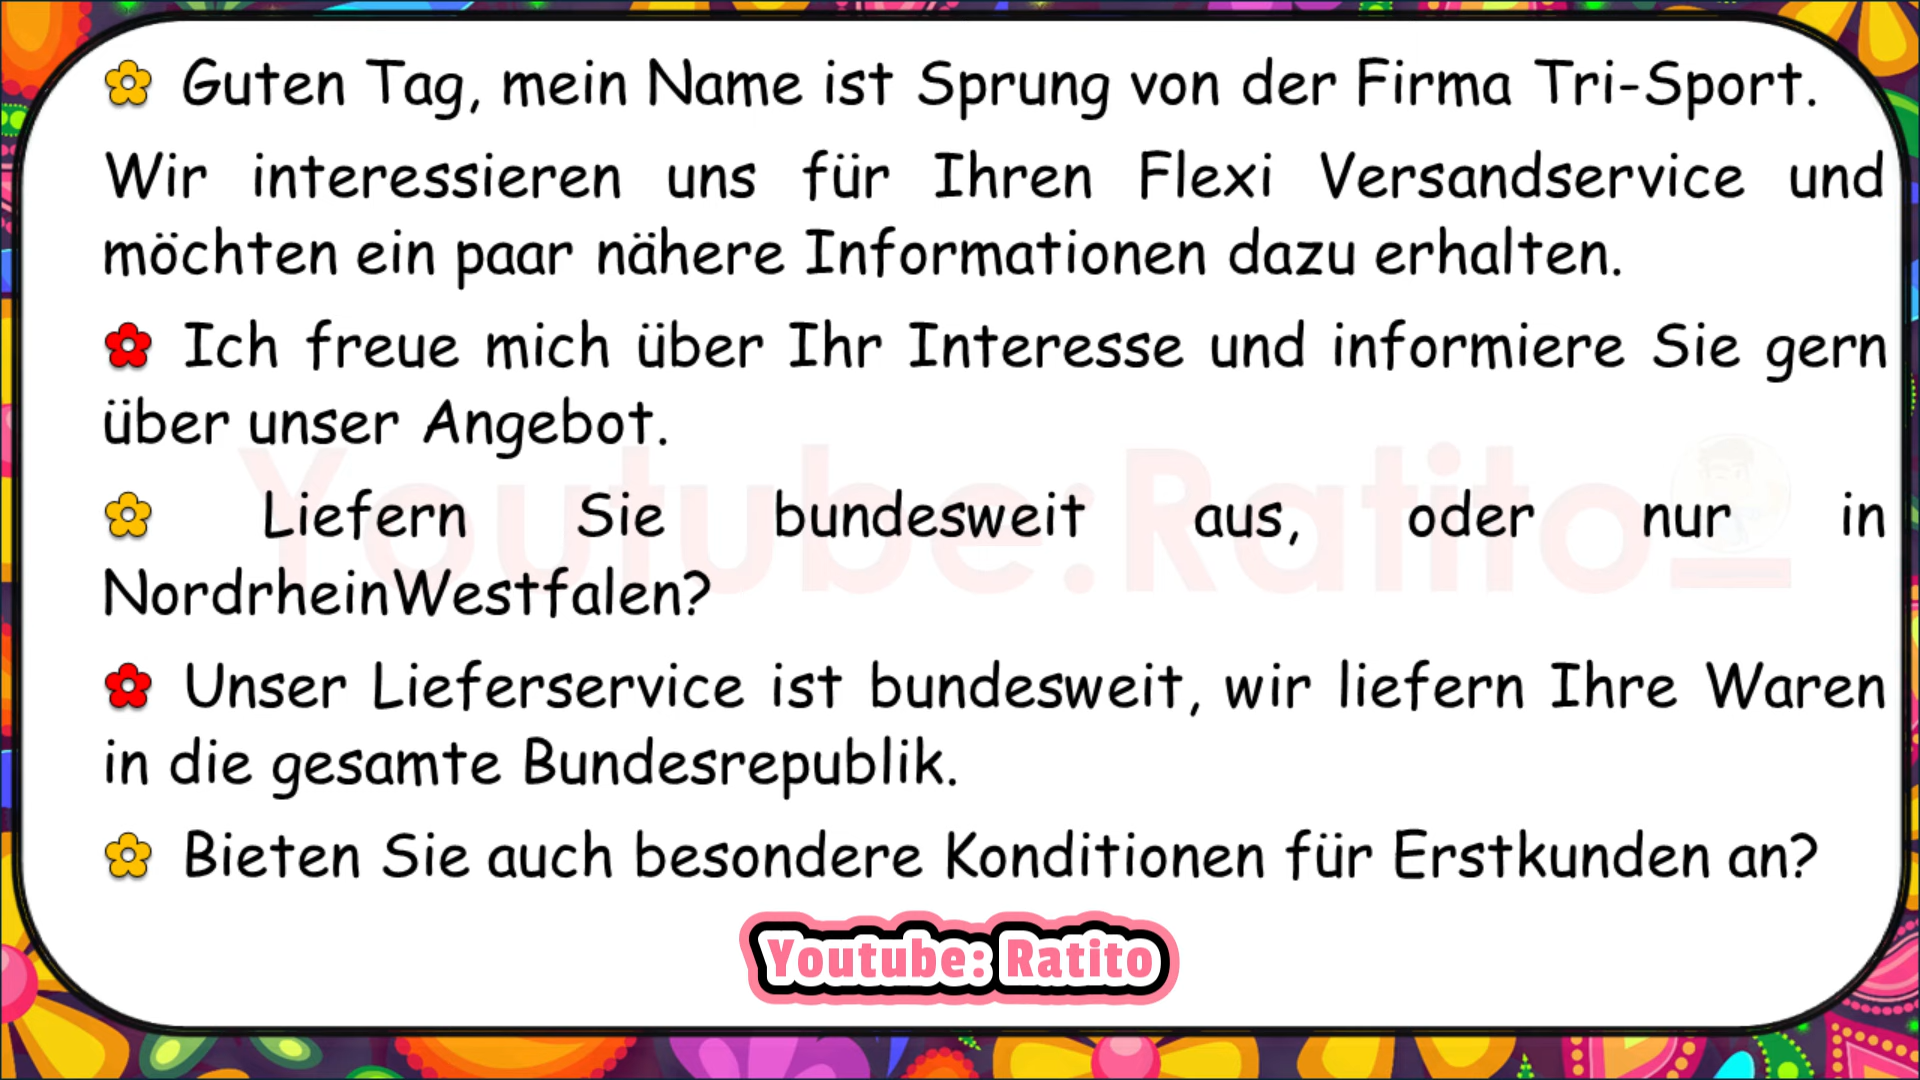 Guten Tag, mein Name ist Sprung von der Firma Tri-Sport.
Wir interessieren uns für Ihren Flexi Versandservice und
möchten ein paar nähere Informationen dazu erhalten.
Ich freue mich über Ihr Interesse und informiere Sie gern
über unser Angebot.
Liefern Sie bundesweit aus, oder nur in
NordrheinWestfalen?
Unser Lieferservice ist bundesweit, wir liefern Ihre Waren
in die gesamte Bundesrepublik.
Bieten Sie auch besondere Konditionen für Erstkunden an?
Youtube: Ratito
Youtube:Ratito